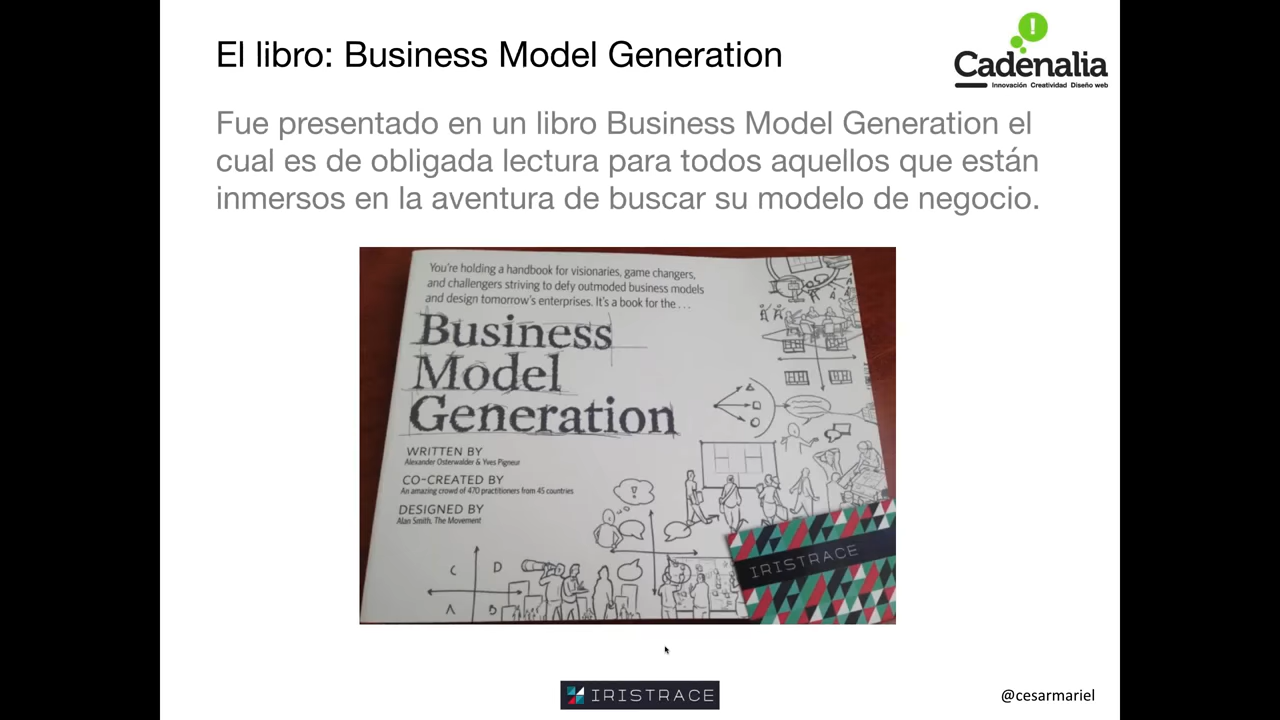 El libro: Business Model Generation
!
Cadenalia
Innovación Creatividad Diseño web
Fue presentado en un libro Business Model Generation el
cual es de obligada lectura para todos aquellos que están
inmersos en la aventura de buscar su modelo de negocio.
You're holding a handbook for visionaries, game changers,
and challengers striving to defy outmoded business models
and design tomorrow's enterprises. It's a book for the ...
Business
Model
Generation
WRITTEN BY
Alexander Osterwalder & Yves Pigneur
CO-CREATED BY
An amazing crowd of 470 practitioners from 45 countries
DESIGNED BY
Alan Smith, The Movement
!
C D
A B
IRISTRACE
IRISTRACE
@cesarmariel